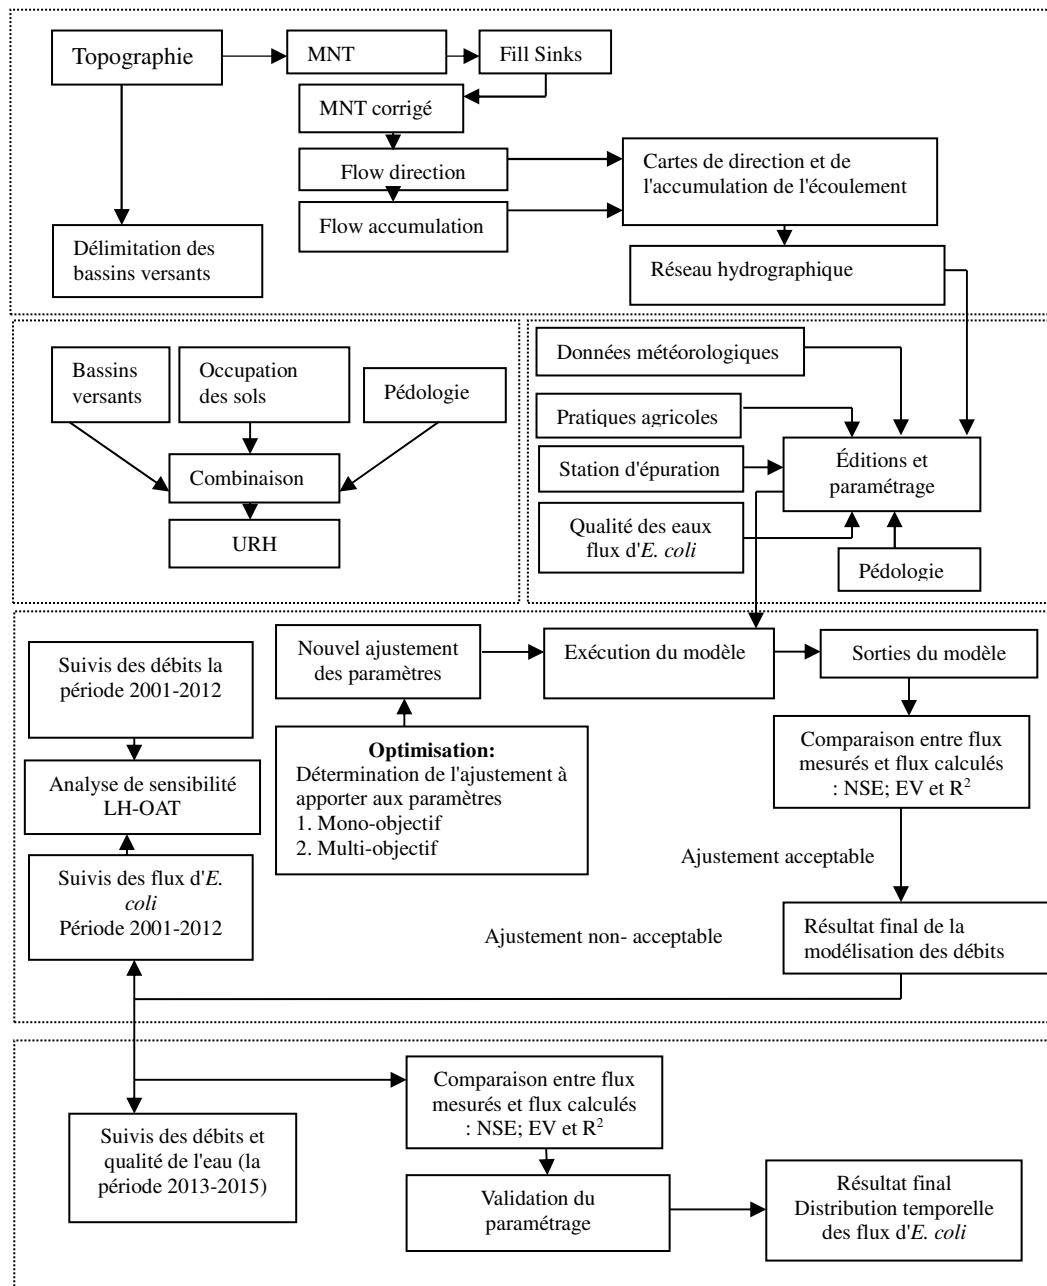 Topographie
MNT
Fill Sinks
MNT corrigé
Flow direction
Flow accumulation
Cartes de direction et de
l'accumulation de l'écoulement
Délimitation des
bassins versants
Réseau hydrographique
Bassins
versants
Occupation
des sols
Pédologie
Combinaison
URH
Données météorologiques
Pratiques agricoles
Station d'épuration
Qualité des eaux
flux d'E. coli
Éditions et
paramétrage
Pédologie
Suivis des débits la
période 2001-2012
Analyse de sensibilité
LH-OAT
Suivis des flux d'E.
coli
Période 2001-2012
Nouvel ajustement
des paramètres
Optimisation:
Détermination de l'ajustement à
apporter aux paramètres
1. Mono-objectif
2. Multi-objectif
Exécution du modèle
Sorties du modèle
Comparaison entre flux
mesurés et flux calculés
: NSE; EV et R²
Ajustement acceptable
Ajustement non- acceptable
Résultat final de la
modélisation des débits
Comparaison entre flux
mesurés et flux calculés
: NSE; EV et R²
Suivis des débits et
qualité de l'eau (la
période 2013-2015)
Validation du
paramétrage
Résultat final
Distribution temporelle
des flux d'E. coli